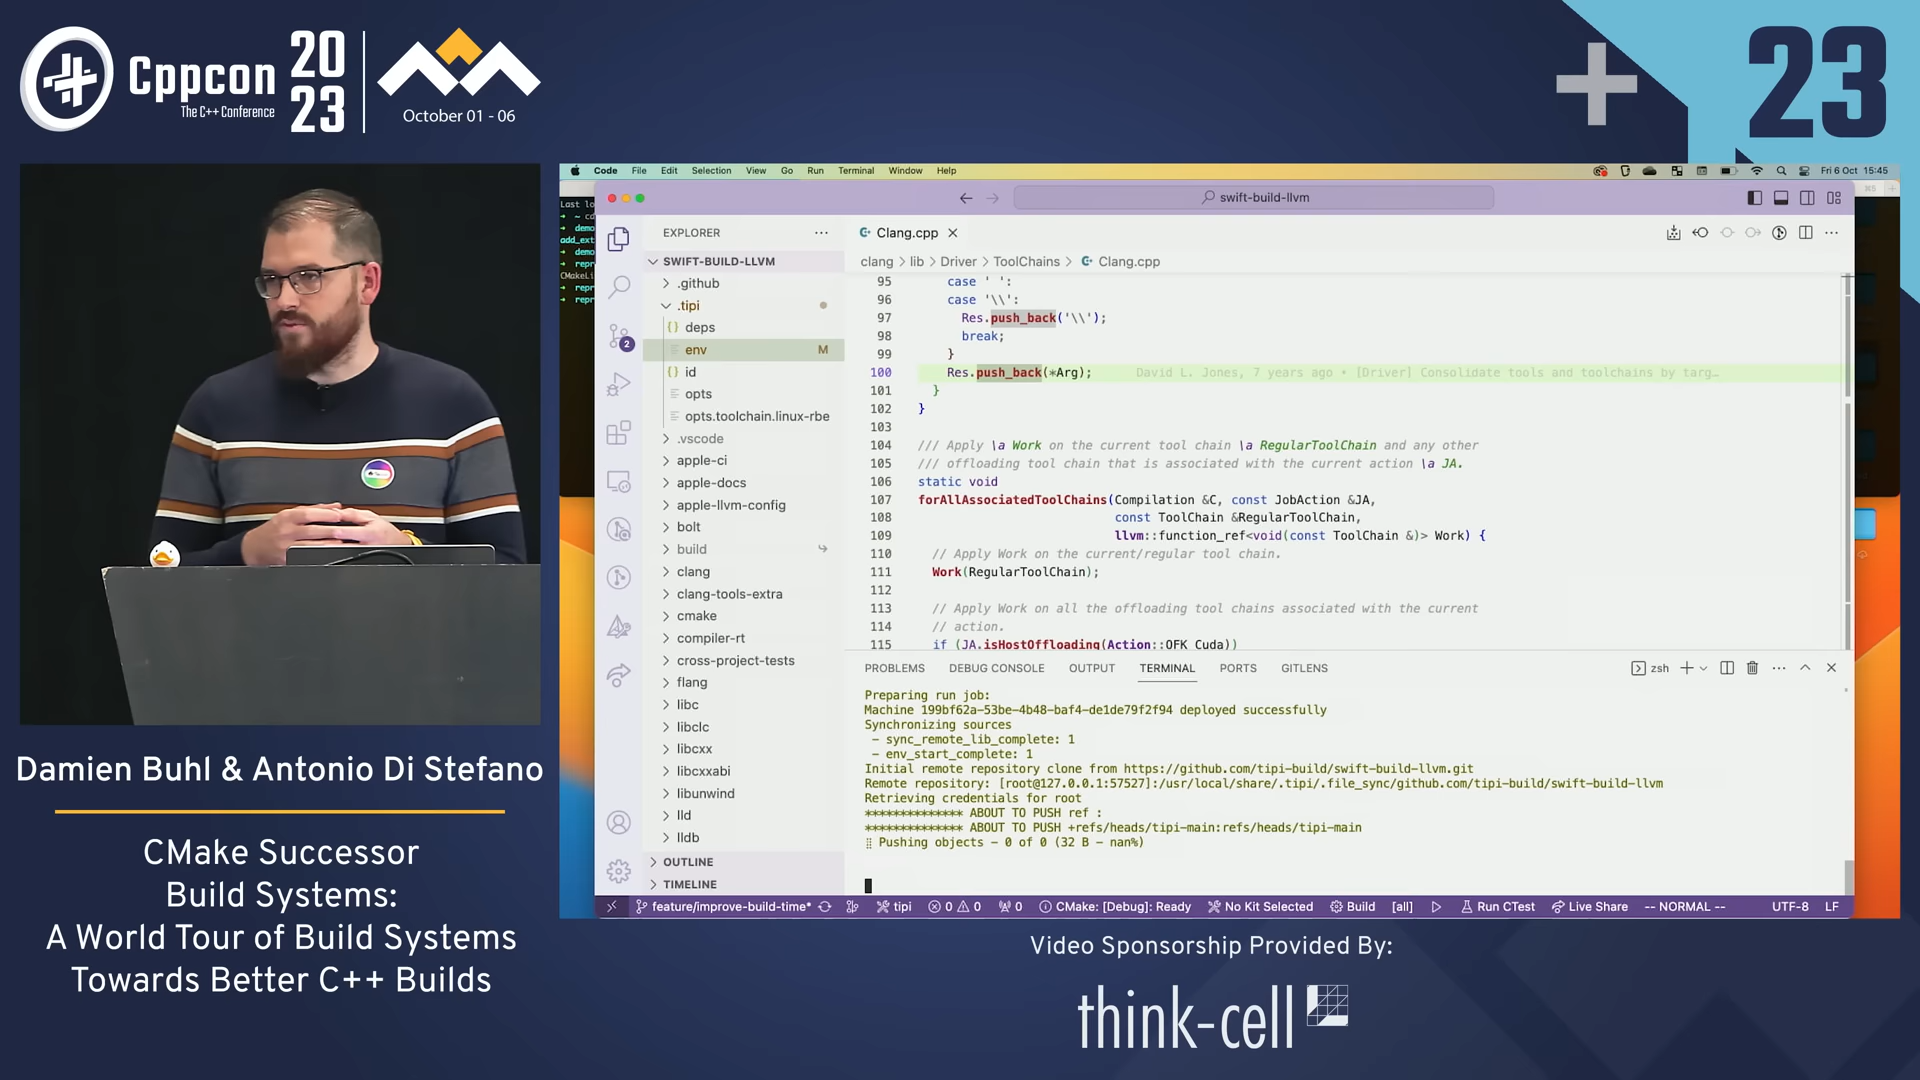 Cppcon
The C++ Conference
20
23
October 01 - 06
23
Code File Edit Selection View Go Run Terminal Window Help
Fri 6 Oct 15:45
swift-build-llvm
EXPLORER
SWIFT-BUILD-LLVM
.github
.tipi
deps
env M
id
opts
opts.toolchain.linux-rbe
.vscode
apple-ci
apple-docs
apple-llvm-config
bolt
build
clang
clang-tools-extra
cmake
compiler-rt
cross-project-tests
flang
libc
libclc
libcxx
libcxxabi
libunwind
lld
lldb
OUTLINE
TIMELINE
2
Clang.cpp
clang > lib > Driver > ToolChains > Clang.cpp
95 case ' ':
96 case '\\':
97 Res.push_back('\\');
98 break;
99 }
100 Res.push_back(*Arg); David L. Jones, 7 years ago • [Driver] Consolidate tools and toolchains by targ…
101 }
102 }
103
104 /// Apply \a Work on the current tool chain \a RegularToolChain and any other
105 /// offloading tool chain that is associated with the current action \a JA.
106 static void
107 forAllAssociatedToolChains(Compilation &C, const JobAction &JA,
108 const ToolChain &RegularToolChain,
109 llvm::function_ref<void(const ToolChain &)> Work) {
110 // Apply Work on the current/regular tool chain.
111 Work(RegularToolChain);
112
113 // Apply Work on all the offloading tool chains associated with the current
114 // action.
115 if (JA.isHostOffloading(Action::OFK_Cuda))
PROBLEMS DEBUG CONSOLE OUTPUT TERMINAL PORTS GITLENS
zsh
Preparing run job:
Machine 199bf62a-53be-4b48-baf4-de1de79f2f94 deployed successfully
Synchronizing sources
- sync_remote_lib_complete: 1
- env_start_complete: 1
Initial remote repository clone from https://github.com/tipi-build/swift-build-llvm.git
Remote repository: [root@127.0.0.1:57527]:/usr/local/share/.tipi/.file_sync/github.com/tipi-build/swift-build-llvm
Retrieving credentials for root
************** ABOUT TO PUSH ref :
************** ABOUT TO PUSH +refs/heads/tipi-main:refs/heads/tipi-main
Pushing objects - 0 of 0 (32 B - nan%)
feature/improve-build-time* tipi 0 0 0 CMake: [Debug]: Ready No Kit Selected Build [all] Run CTest Live Share -- NORMAL -- UTF-8 LF
Damien Buhl & Antonio Di Stefano
CMake Successor
Build Systems:
A World Tour of Build Systems
Towards Better C++ Builds
Video Sponsorship Provided By:
think-cell